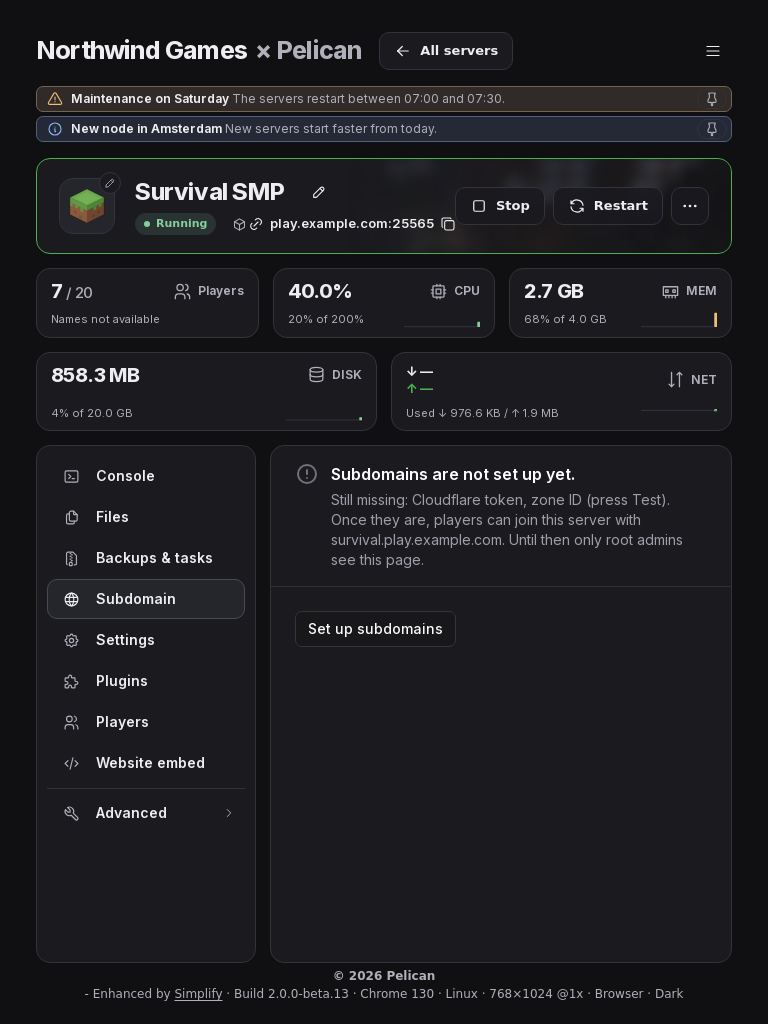 Northwind Games × Pelican
All servers
Maintenance on Saturday The servers restart between 07:00 and 07:30.
New node in Amsterdam New servers start faster from today.
Survival SMP
Running
play.example.com:25565
Stop
Restart
7 / 20
Players
Names not available
40.0%
CPU
20% of 200%
2.7 GB
MEM
68% of 4.0 GB
858.3 MB
DISK
4% of 20.0 GB
↓ —
↑ —
NET
Used ↓ 976.6 KB / ↑ 1.9 MB
Console
Files
Backups & tasks
Subdomain
Settings
Plugins
Players
Website embed
Advanced
Subdomains are not set up yet.
Still missing: Cloudflare token, zone ID (press Test).
Once they are, players can join this server with
survival.play.example.com. Until then only root admins
see this page.
Set up subdomains
© 2026 Pelican
- Enhanced by Simplify · Build 2.0.0-beta.13 · Chrome 130 · Linux · 768×1024 @1x · Browser · Dark